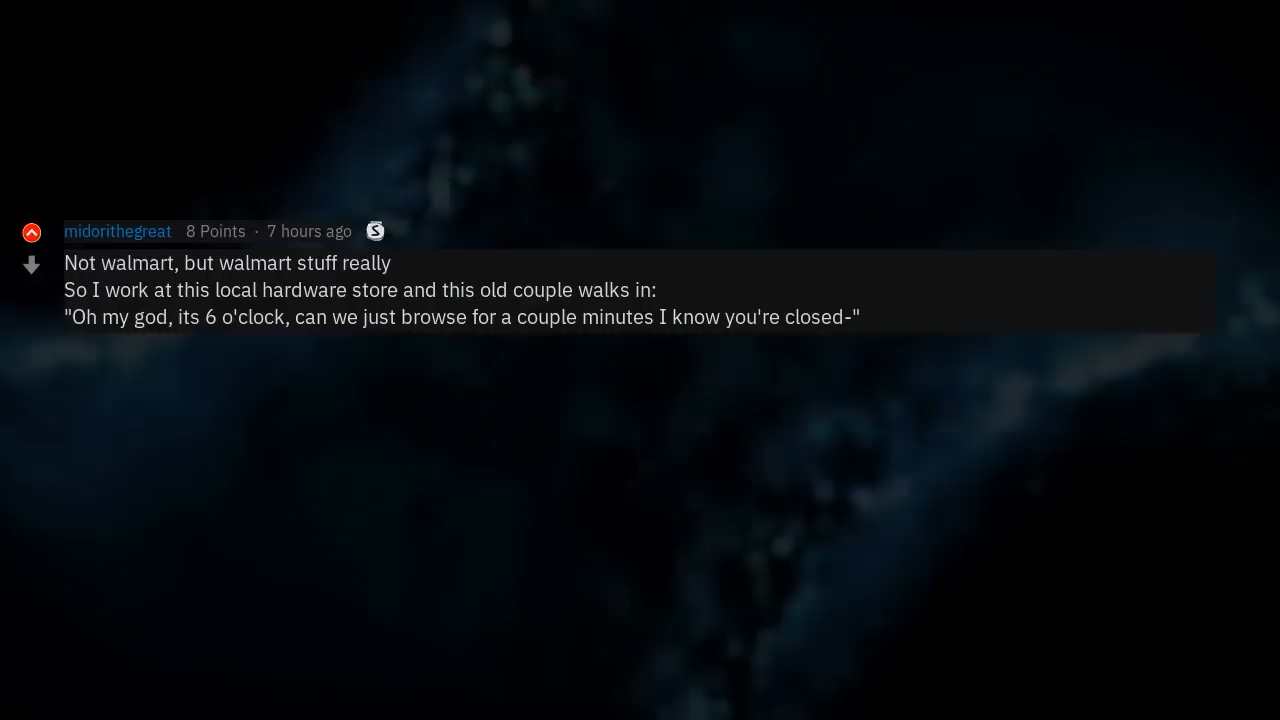 midorithegreat 8 Points · 7 hours ago S
Not walmart, but walmart stuff really
So I work at this local hardware store and this old couple walks in:
"Oh my god, its 6 o'clock, can we just browse for a couple minutes I know you're closed-"